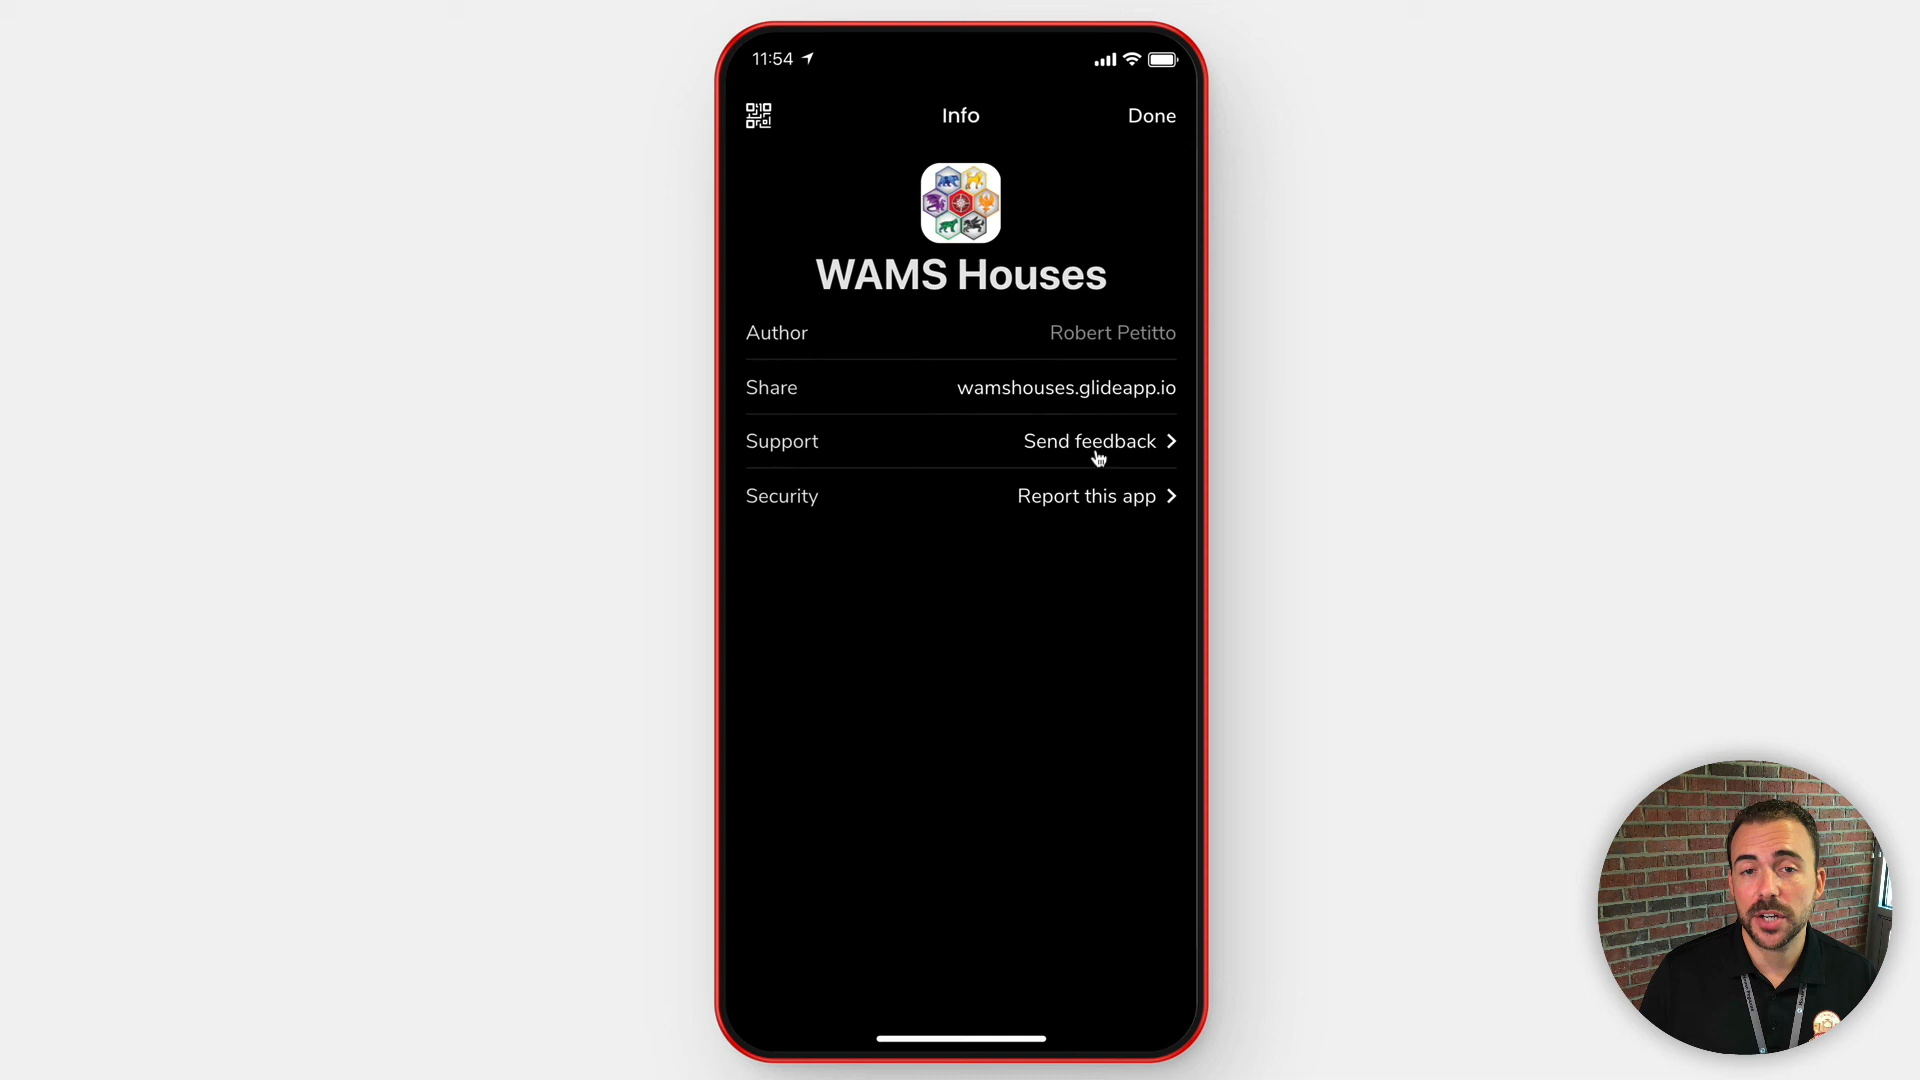 11:54
Info
Done
WAMS Houses
Author
Robert Petitto
Share
wamshouses.glideapp.io
Support
Send feedback
Security
Report this app